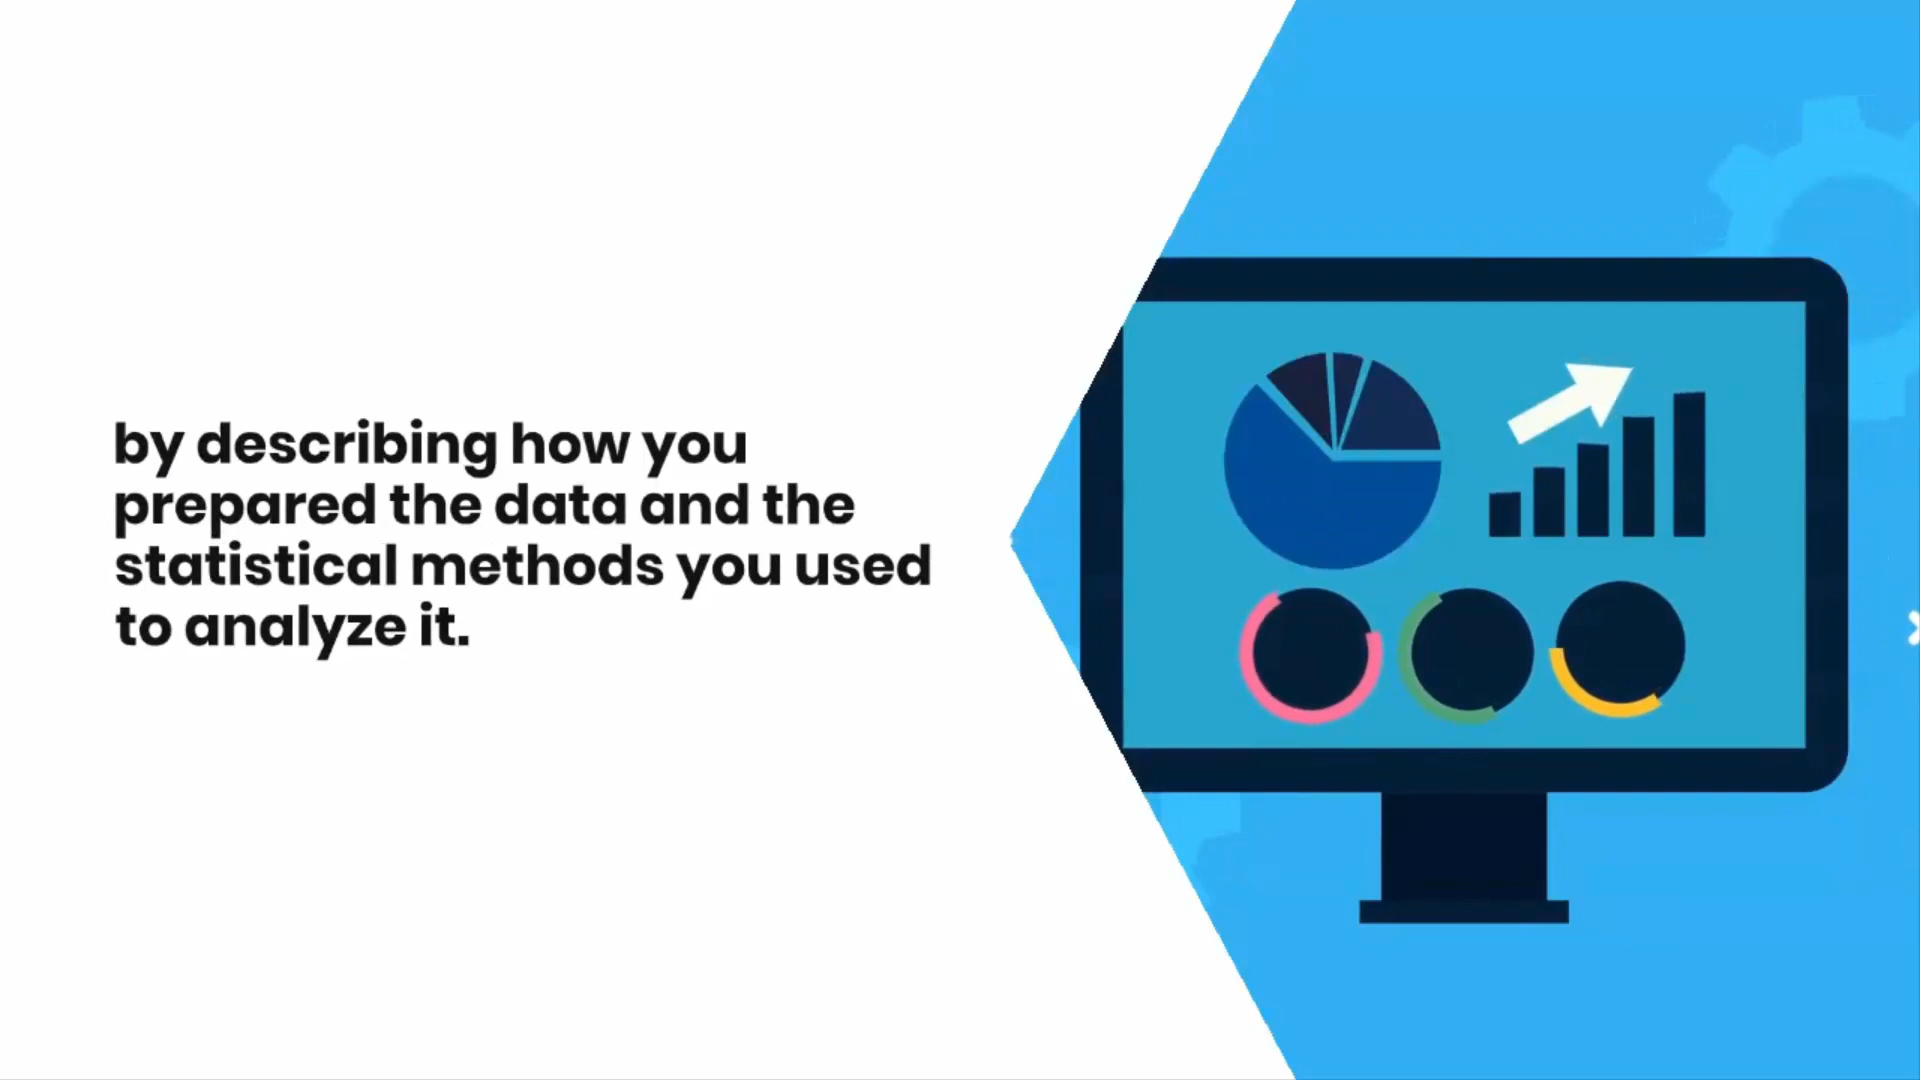 by describing how you
prepared the data and the
statistical methods you used
to analyze it.